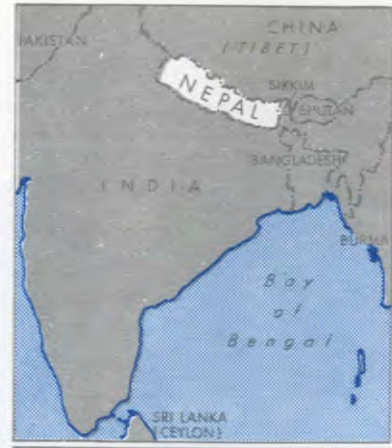 CHINA
(TIBET)
PAKISTAN
NEPAL
SIKKIM
BHUTAN
BANGLADESH
INDIA
BURMA
Bay
of
Bengal
SRI LANKA
(CEYLON)